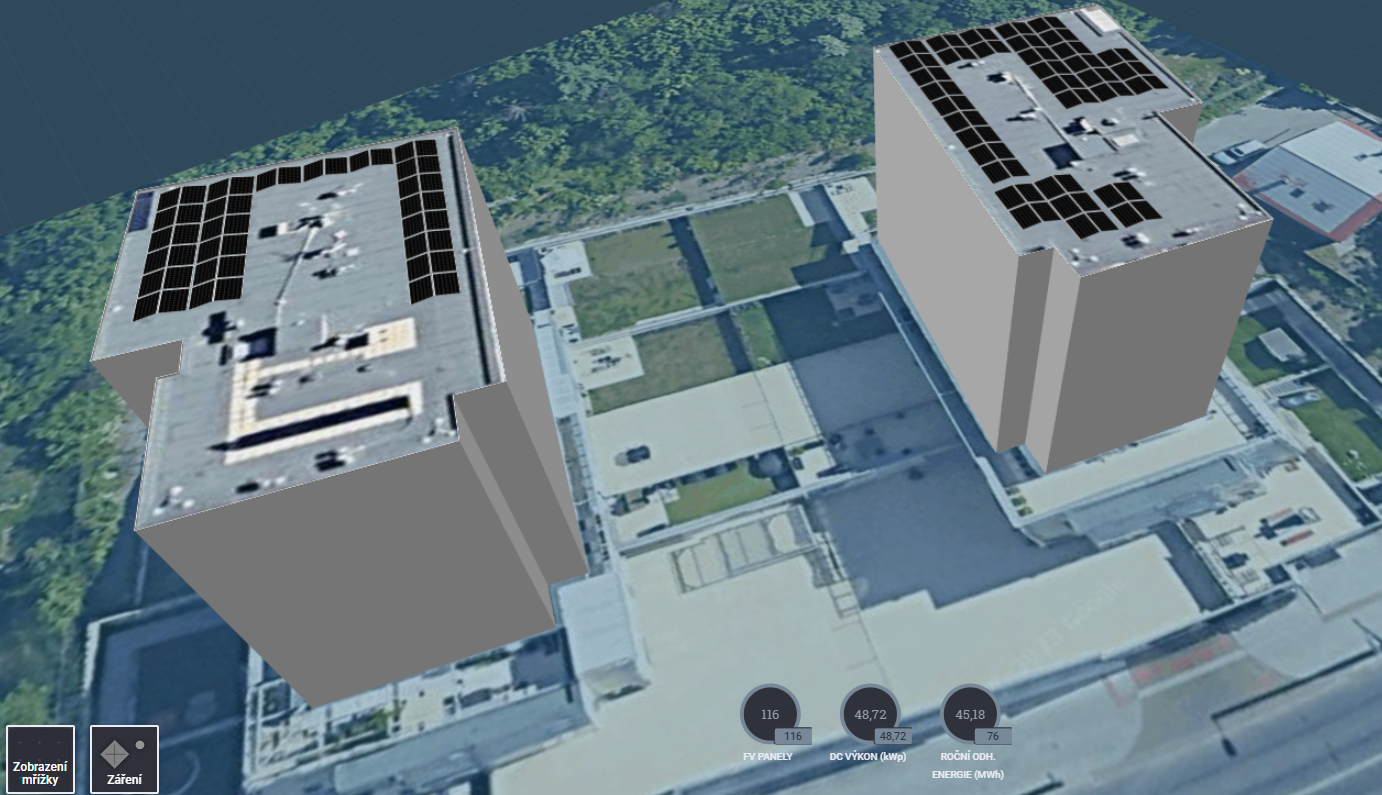 Zobrazení
mřížky
Záření
116
116
FV PANELY
48,72
48,72
DC VÝKON (kWp)
45,18
76
ROČNÍ ODH.
ENERGIE (MWh)